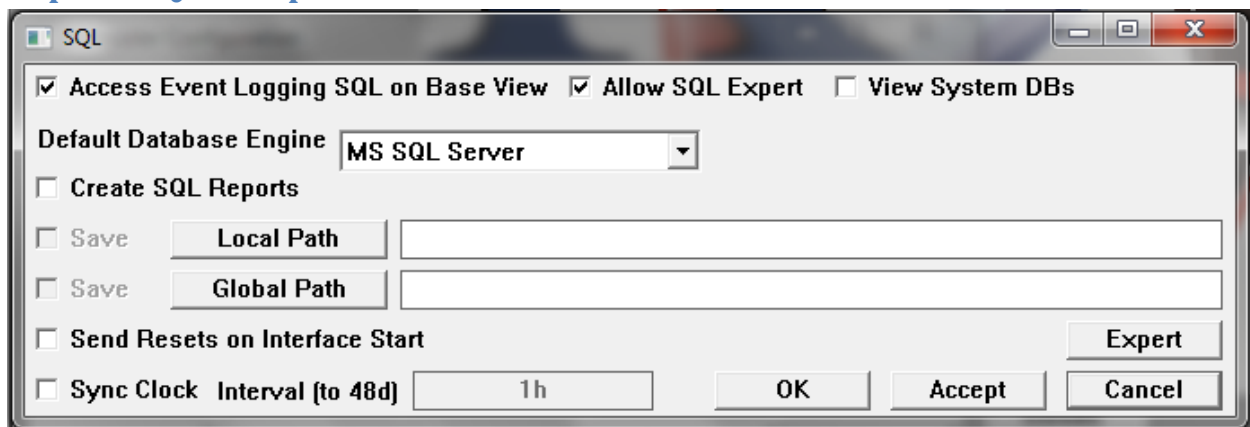 SQL
Access Event Logging SQL on Base View Allow SQL Expert View System DBs
Default Database Engine MS SQL Server
Create SQL Reports
Save Local Path
Save Global Path
Send Resets on Interface Start Expert
Sync Clock Interval (to 48d) 1h OK Accept Cancel